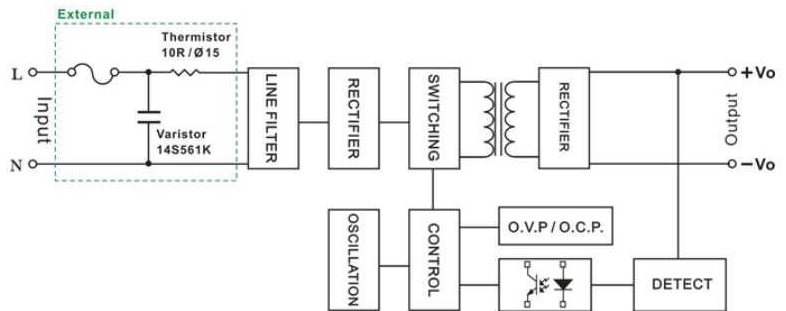 External
Thermistor
10R/Ø15
L
Input
N
Varistor
14S561K
LINE FILTER
RECTIFIER
SWITCHING
RECTIFIER
+Vo
Output
-Vo
OSCILLATION
CONTROL
O.V.P/O.C.P.
DETECT